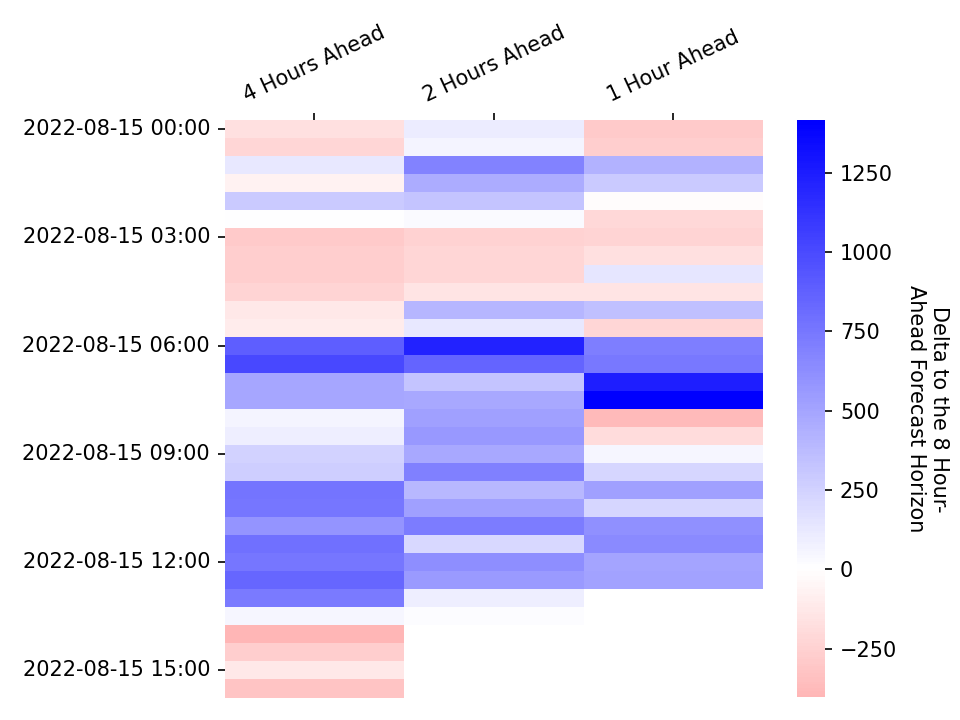 4 Hours Ahead
2 Hours Ahead
1 Hour Ahead
2022-08-15 00:00
2022-08-15 03:00
2022-08-15 06:00
2022-08-15 09:00
2022-08-15 12:00
2022-08-15 15:00
1250
1000
750
500
250
0
−250
Delta to the 8 Hour-
Ahead Forecast Horizon